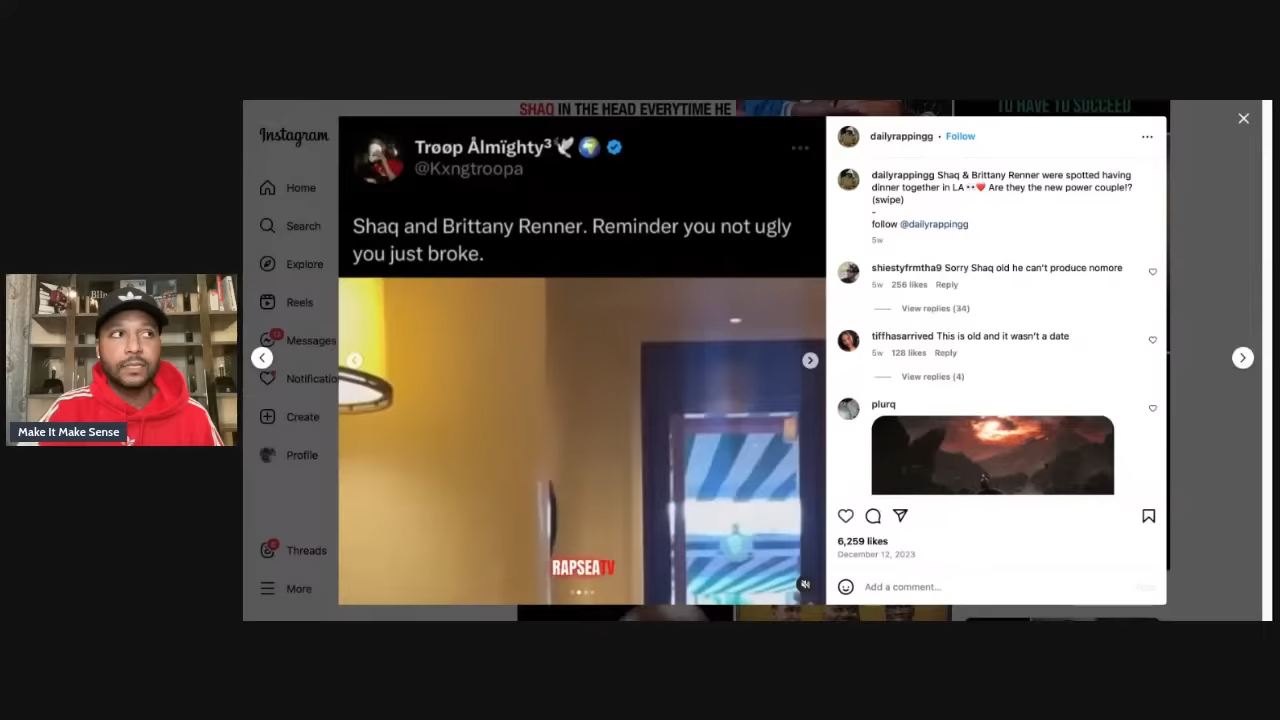 SHAQ IN THE HEAD EVERYTIME HE
TO HAVE TO SUCCEED
Instagram
Home
Search
Explore
Reels
Messages
Notificatio
Create
Profile
Threads
More
Make It Make Sense
Trøøp Ålmïghty³
@Kxngtroopa
Shaq and Brittany Renner. Reminder you not ugly
you just broke.
RAPSEATV
dailyrappingg • Follow
dailyrappingg Shaq & Brittany Renner were spotted having
dinner together in LA 👀❤️ Are they the new power couple!?
(swipe)
-
follow @dailyrappingg
5w
shiestyfrmtha9 Sorry Shaq old he can't produce nomore
5w 256 likes Reply
View replies (34)
tiffhasarrived This is old and it wasn't a date
5w 128 likes Reply
View replies (4)
plurq
6,259 likes
December 12, 2023
Add a comment...